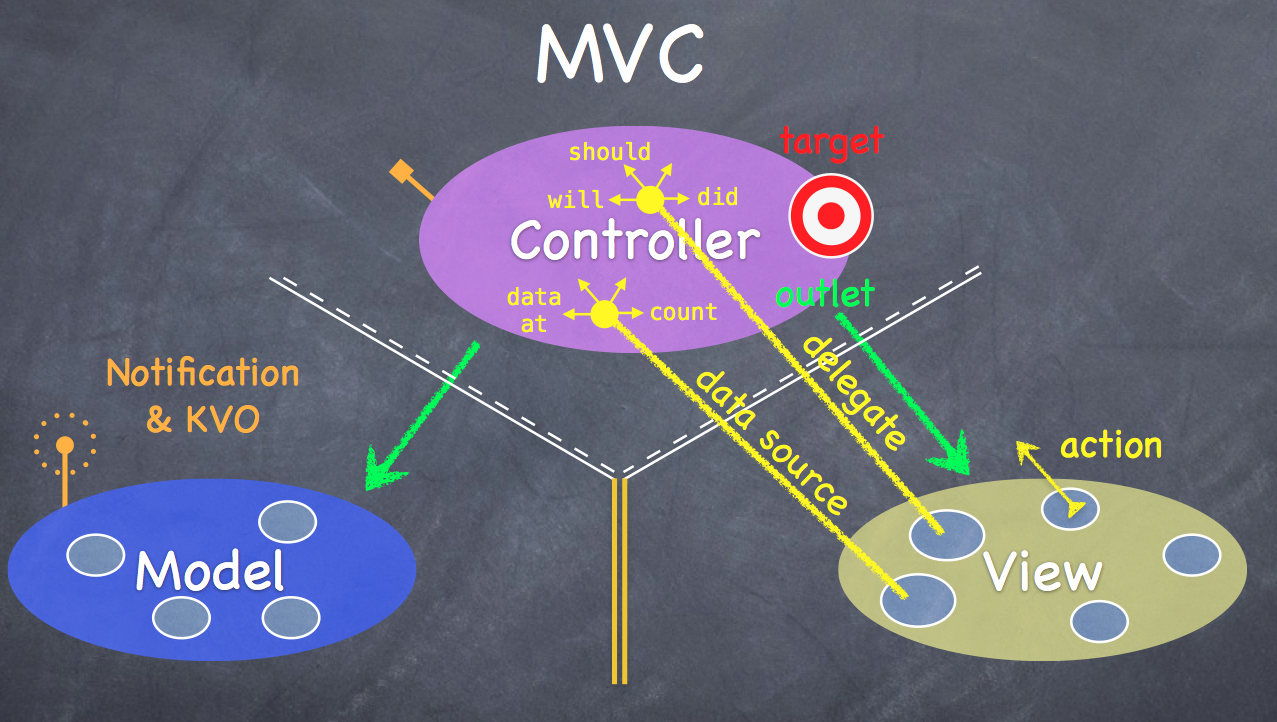 MVC
should
target
will
did
Controller
data
at
count
outlet
delegate
data source
Notification
& KVO
action
Model
View